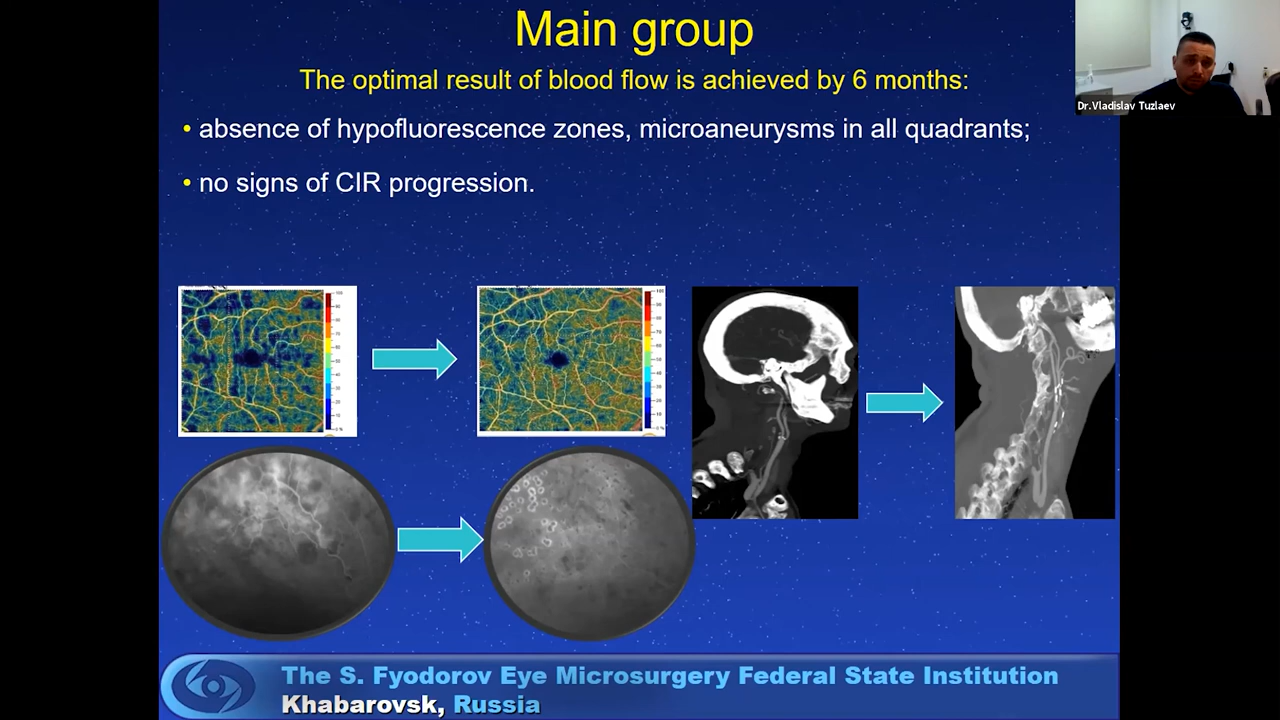 Main group
The optimal result of blood flow is achieved by 6 months:
• absence of hypofluorescence zones, microaneurysms in all quadrants;
• no signs of CIR progression.
Dr.Vladislav Tuzlaev
The S. Fyodorov Eye Microsurgery Federal State Institution
Khabarovsk, Russia